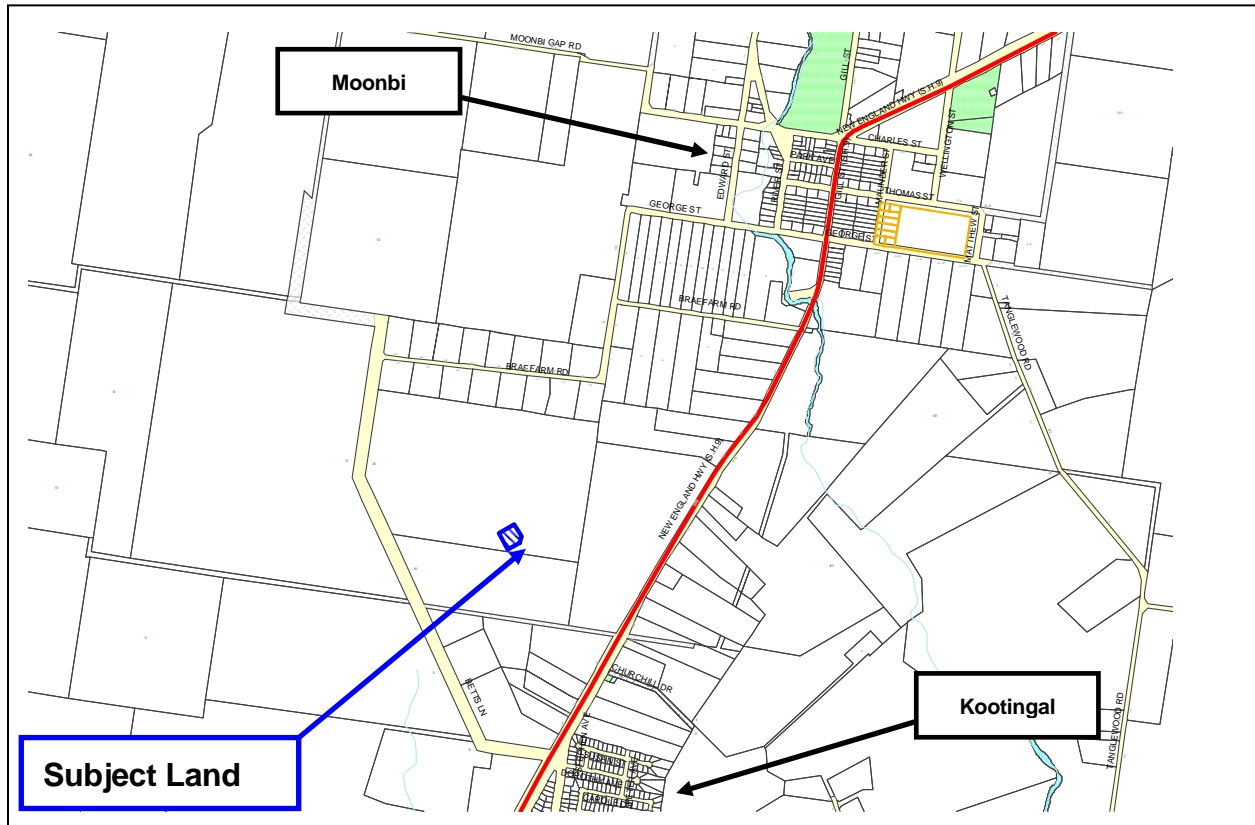 MOONBI GAP RD
Moonbi
GILL ST
NEW ENGLAND HWY (S.H.9)
CHARLES ST
WELLINGTON ST
PARK AVE
EDWARD ST
RIVER ST
THOMAS ST
GEORGE ST
GEORGE ST
MATTHEW ST
BRAEFARM RD
TANGLEWOOD RD
BRAEFARM RD
NEW ENGLAND HWY (S.H.9)
CHURCHILL DR
BETTS LN
Kootingal
TANGLEWOOD RD
Subject Land